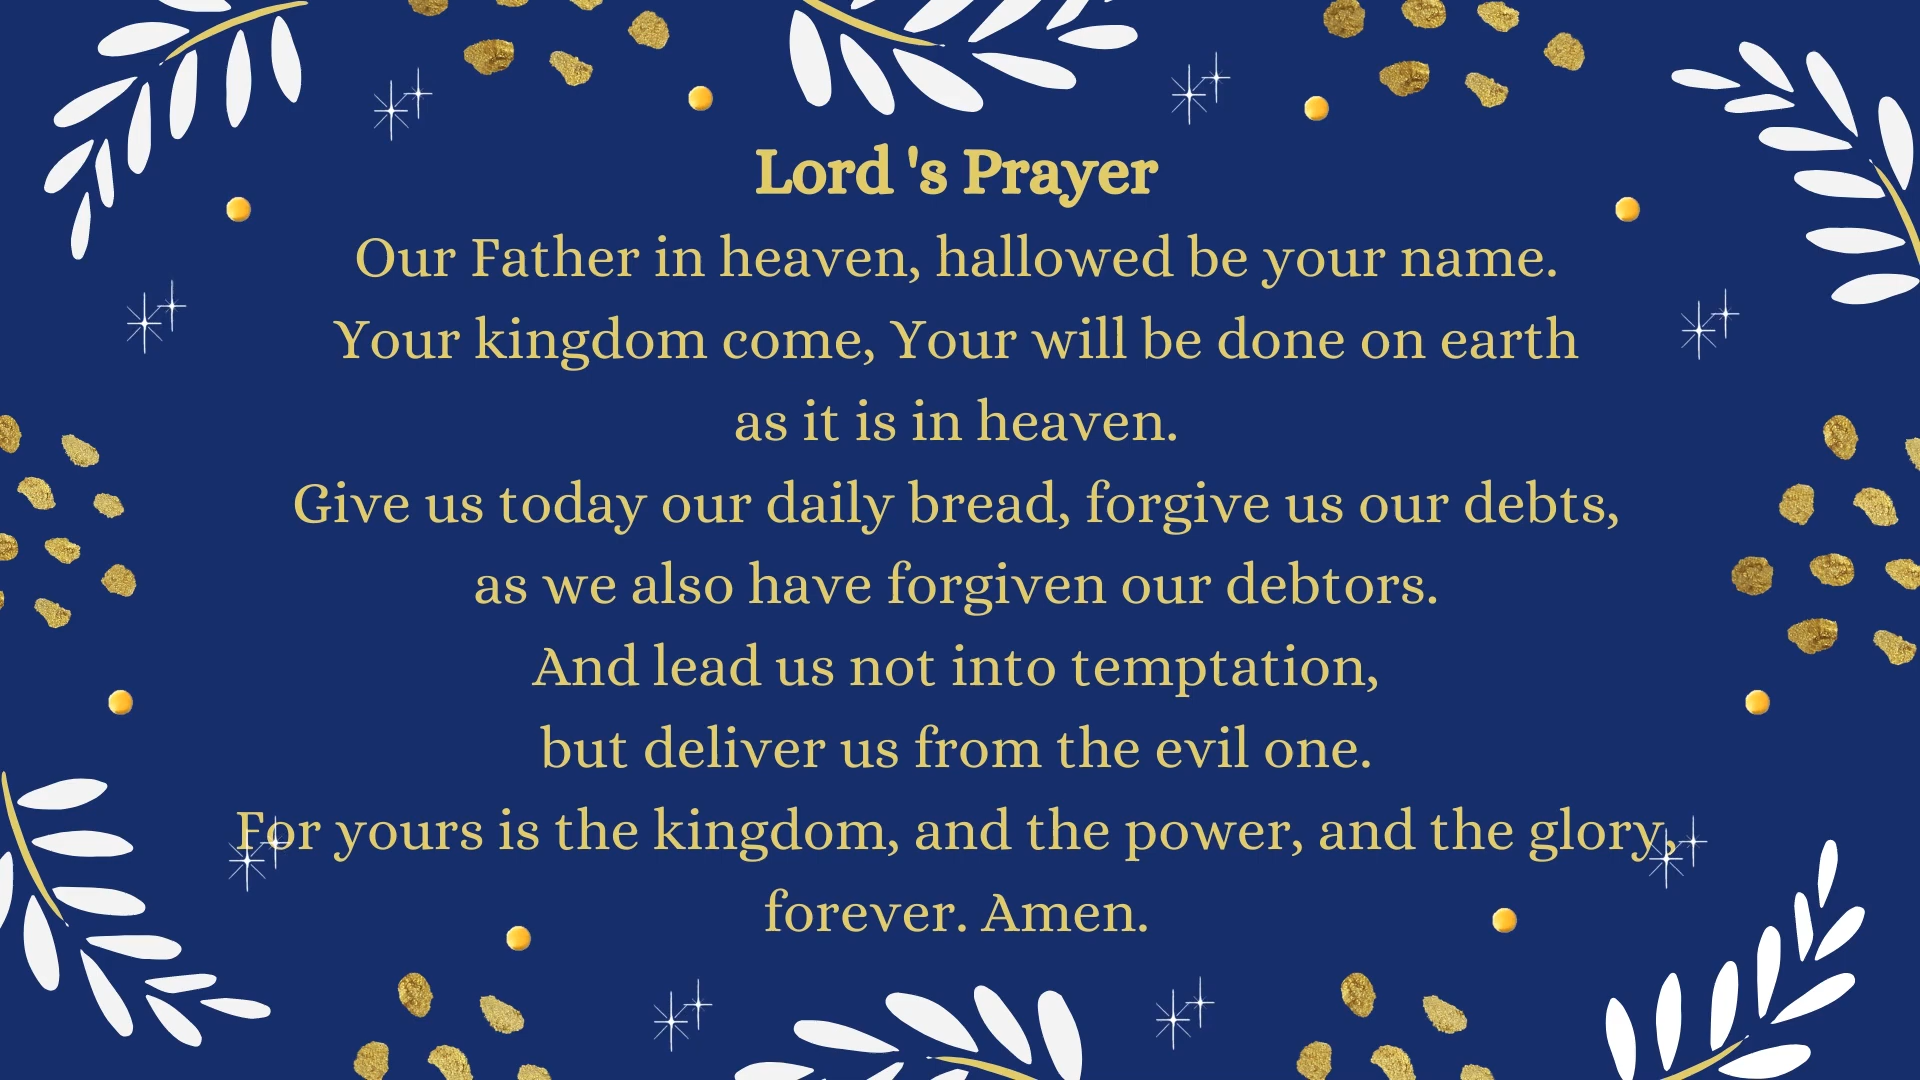 Lord 's Prayer
Our Father in heaven, hallowed be your name.
Your kingdom come, Your will be done on earth
as it is in heaven.
Give us today our daily bread, forgive us our debts,
as we also have forgiven our debtors.
And lead us not into temptation,
but deliver us from the evil one.
For yours is the kingdom, and the power, and the glory,
forever. Amen.